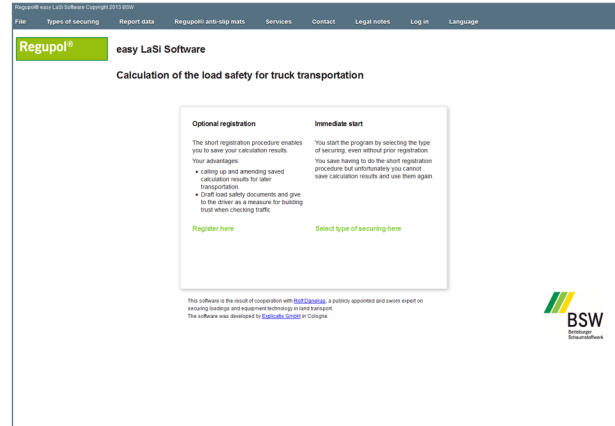 Regupol® easy LaSi Software Copyright 2013 BSW
File Types of securing Report data Regupol® anti-slip mats Services Contact Legal notes Log in Language
Regupol®
easy LaSi Software
Calculation of the load safety for truck transportation
Optional registration
The short registration procedure enables
you to save your calculation results.
Your advantages:
• calling up and amending saved
calculation results for later
transportation.
• Draft load safety documents and give
to the driver as a measure for building
trust when checking traffic
Register here
Immediate start
You start the program by selecting the type
of securing, even without prior registration.
You save having to do the short registration
procedure but unfortunately you cannot
save calculation results and use them again.
Select type of securing here
This software is the result of cooperation with Rolf Dänekas, a publicly appointed and sworn expert on
securing loadings and equipment technology in land transport.
The software was developed by Explicatis GmbH in Cologne.
BSW
Berleburger
Schaumstoffwerk